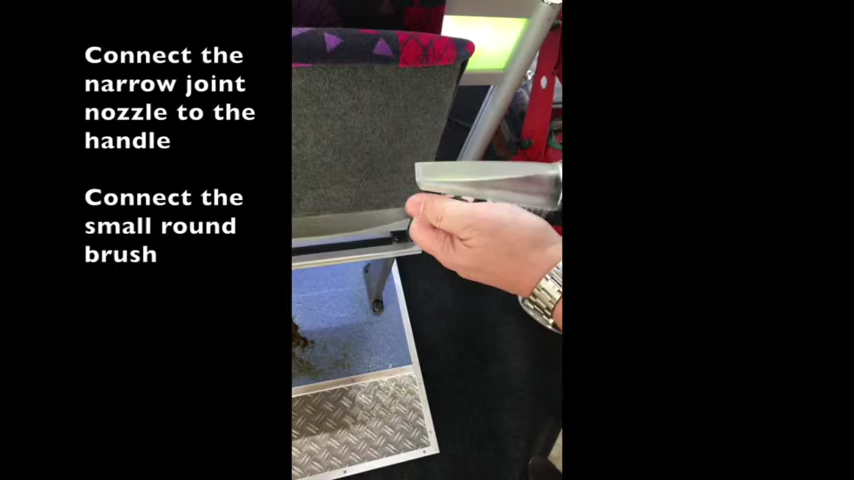 Connect the
narrow joint
nozzle to the
handle
Connect the
small round
brush